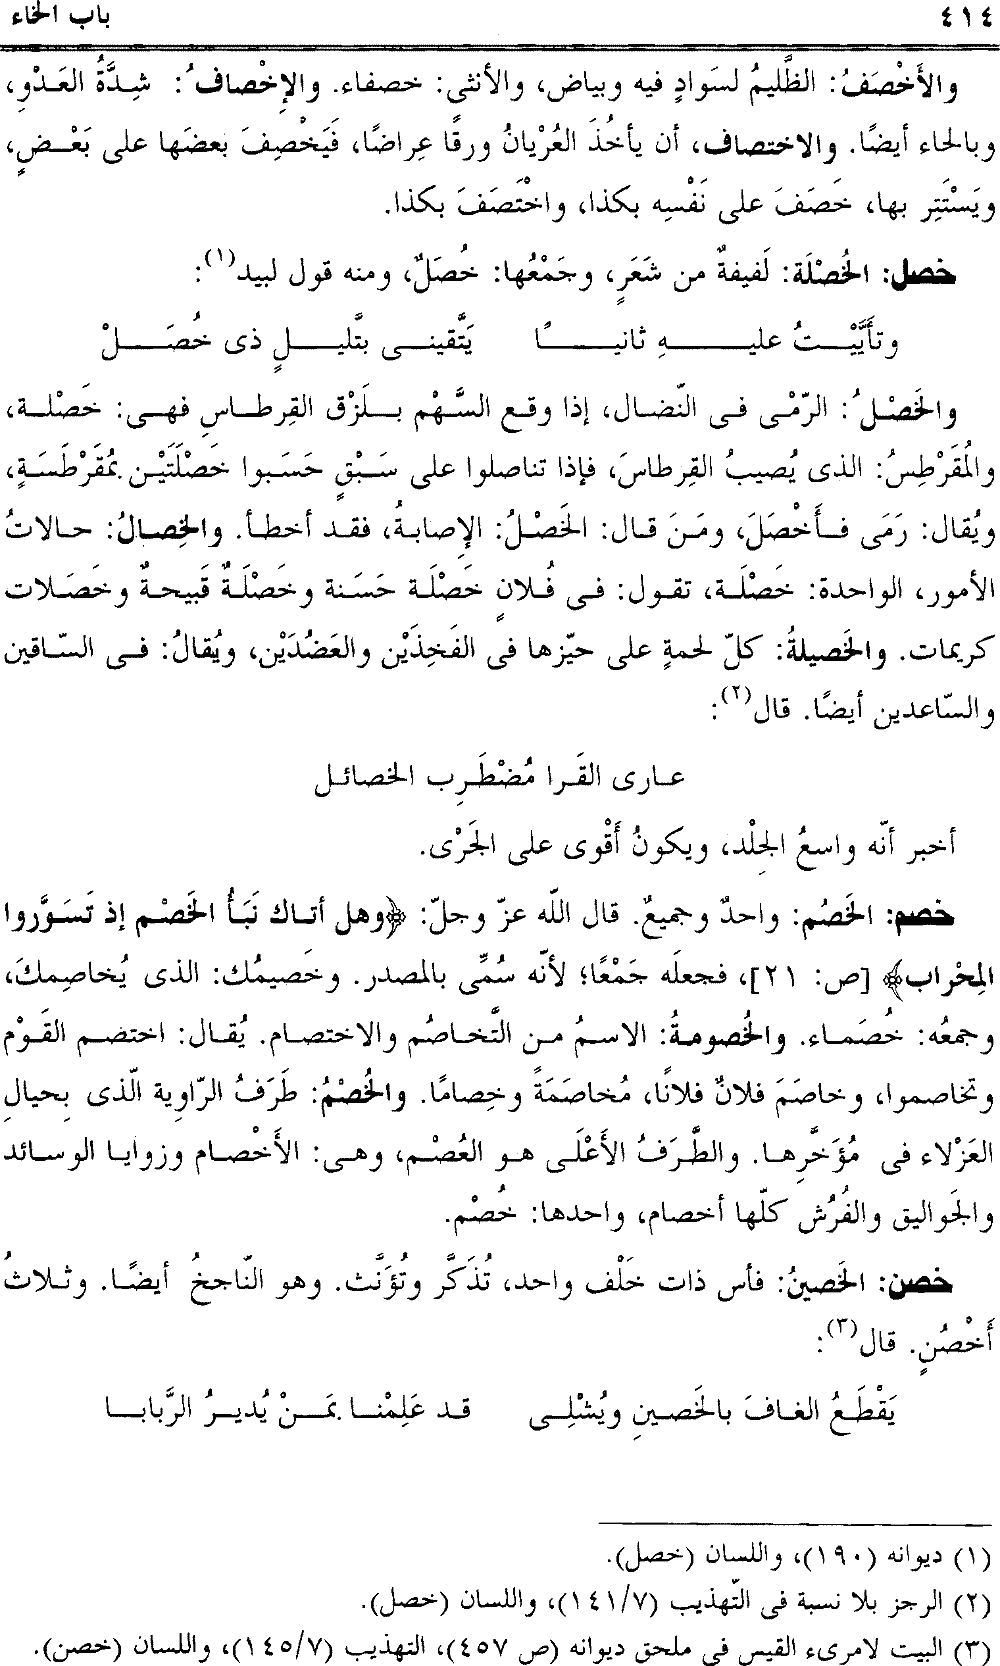 ٤١٤
باب الخاء
والأَخْصَفُ: الظَّليمُ لسَوادٍ فيه وبياض، والأنثى: خصفاء. والإخْصافُ: شِدَّةُ العَدْوِ،
وبالحاء أيضًا. والاختصاف، أن يأخُذَ العُرْيانُ ورقًا عِراضًا، فَيَخْصِفَ بعضَها على بَعْضٍ،
ويَسْتَتِر بها، خَصَفَ على نَفْسِه بكذا، واخْتَصَفَ بكذا.
خصل: الخُصْلَة: لَفيفةٌ من شَعَرٍ، وجَمْعُها: خُصَلٌ، ومنه قول لبيد(١):
وتأَيَّيْتُ عليهِ ثانيًا يَتَّقينى بتَّليلٍ ذى خُصَلْ
والخَصْلُ: الرّمْى فى النّضال، إذا وقع السَّهْم بلَزْق القِرطاسِ فهى: خَصْلة،
والمُقَرْطِسُ: الذى يُصيبُ القِرطاسَ، فإذا تناصلوا على سَبْقٍ حَسَبوا خَصْلَتَيْن بمُقَرْطَسَةٍ،
ويُقال: رَمَى فأَخْصَلَ، ومَنَ قال: الخَصْلُ: الإصابةُ، فقد أخطأ. والخِصالُ: حالاتُ
الأمور، الواحدة: خَصْلَة، تقول: فى فُلانٍ خَصْلَة حَسَنة وخَصْلَةٌ قَبيحةٌ وخَصَلات
كريمات. والخَصيلةُ: كلّ لحمةٍ على حيّزها فى الفَخِذَيْن والعَضُدَيْن، ويُقالُ: فى السّاقين
والسّاعدين أيضًا. قال(٢):
عارى القَرا مُضْطَرِب الخصائل
أخبر أنّه واسعُ الجِلْد، ويكونُ أَقْوى على الجَرْى.
خصم: الخَصْم: واحدٌ وجميعٌ. قال اللّه عزّ وجلّ: ﴿وهل أتاك نَبَأُ الخَصْم إذ تَسَوَّروا
المِحْراب﴾ [ص: ٢١]، فجعلَه جَمْعًا؛ لأنّه سُمِّى بالمصدر. وخَصيمُك: الذى يُخاصِمكَ،
وجمعُه: خُصَماء. والخُصومةُ: الاسمُ من التَّخاصُم والاختصام. يُقال: اختصم القَوْم
وتخاصموا، وخاصَمَ فلانٌ فلانًا، مُخاصَمَةً وخِصامًا. والخُصْمُ: طَرَفُ الرّاوية الّذى بِحيالِ
العَزْلاء فى مُؤَخَّرِها. والطَّرَفُ الأَعْلَى هو العُصْم، وهى: الأَخْصام وزوايا الوسائد
والجَواليق والفُرُش كلّها أخصام، واحدها: خُصْم.
خصن: الخَصينُ: فأس ذات خَلْف واحد، تُذَكَّر وتُؤَنَّث. وهو النّاجخُ أيضًا. وثلاثُ
أَخْصُنٍ. قال(٣):
يَقْطَعُ الغافَ بالخَصينِ ويُشْلِى قد عَلِمْنا بمَنْ يُديرُ الرَّبابا
(١) ديوانه (١٩٠)، واللسان (خصل).
(٢) الرجز بلا نسبة فى التّهذيب (١٤١/٧)، واللسان (خصل).
(٣) البيت لامرىء القيس فى ملحق ديوانه (ص ٤٥٧)، التهذيب (١٤٥/٧)، واللسان (خصن).